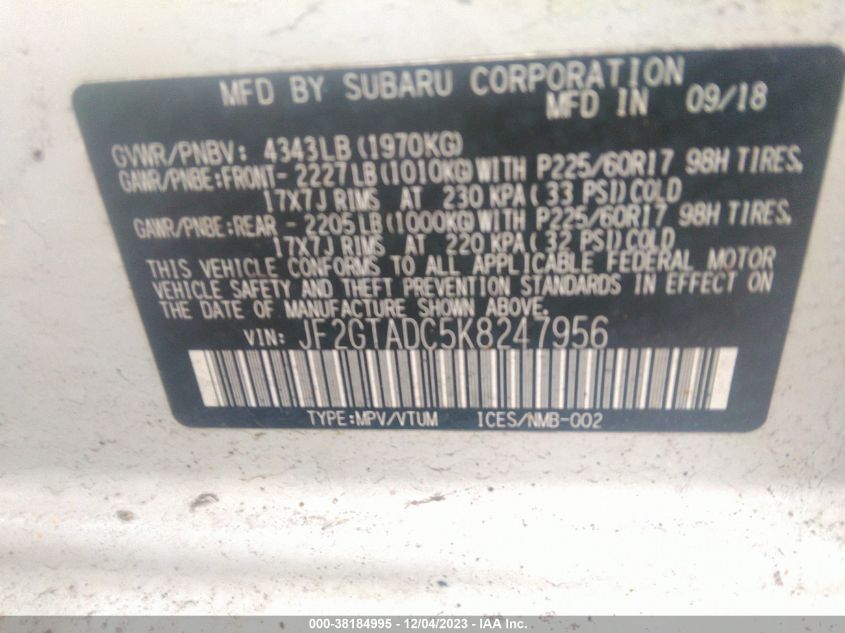 MFD BY SUBARU CORPORATION
MFD IN 09/18
GVWR/PNBV: 4343LB (1970KG)
GAWR/PNBE:FRONT- 2227LB (1010KG) WITH P225/60R17 98H TIRES,
17X7J RIMS AT 230 KPA ( 33 PSI) COLD
GAWR/PNBE:REAR - 2205LB (1000KG) WITH P225/60R17 98H TIRES,
17X7J RIMS AT 220 KPA ( 32 PSI) COLD
THIS VEHICLE CONFORMS TO ALL APPLICABLE FEDERAL MOTOR
VEHICLE SAFETY AND THEFT PREVENTION STANDARDS IN EFFECT ON
THE DATE OF MANUFACTURE SHOWN ABOVE.
VIN: JF2GTADC5K8247956
TYPE:MPV/VTUM ICES/NMB-002
000-38184995 - 12/04/2023 - IAA Inc.